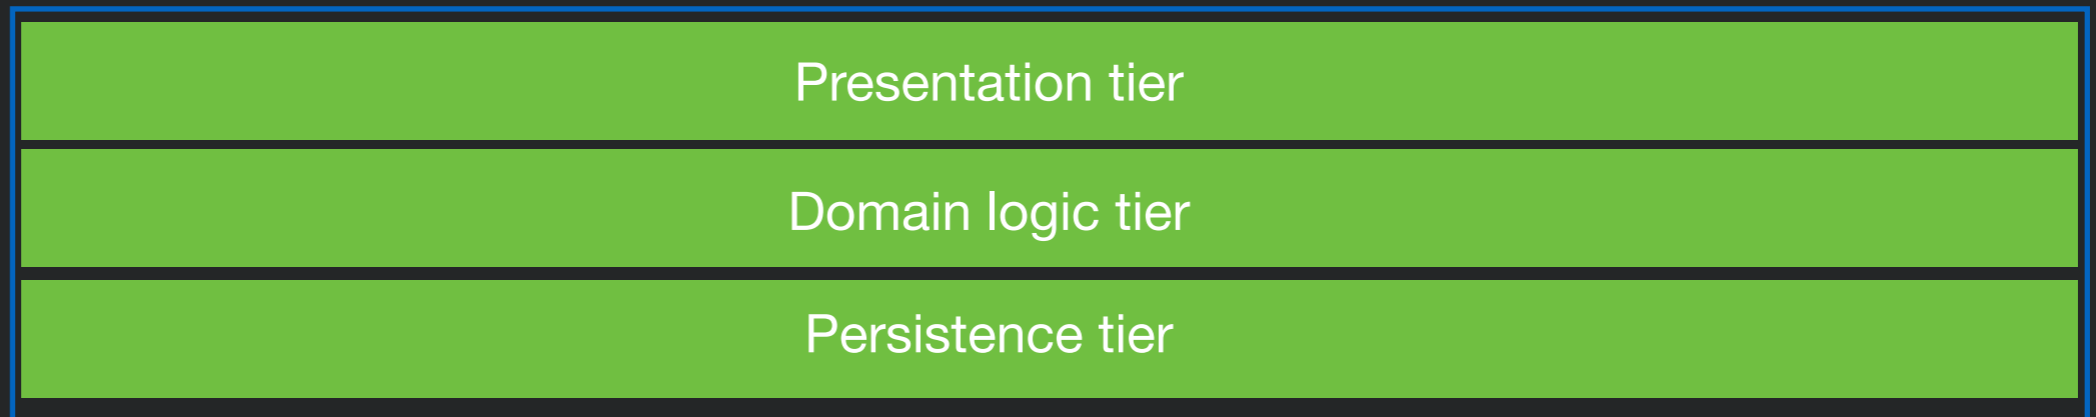 Presentation tier
Domain logic tier
Persistence tier